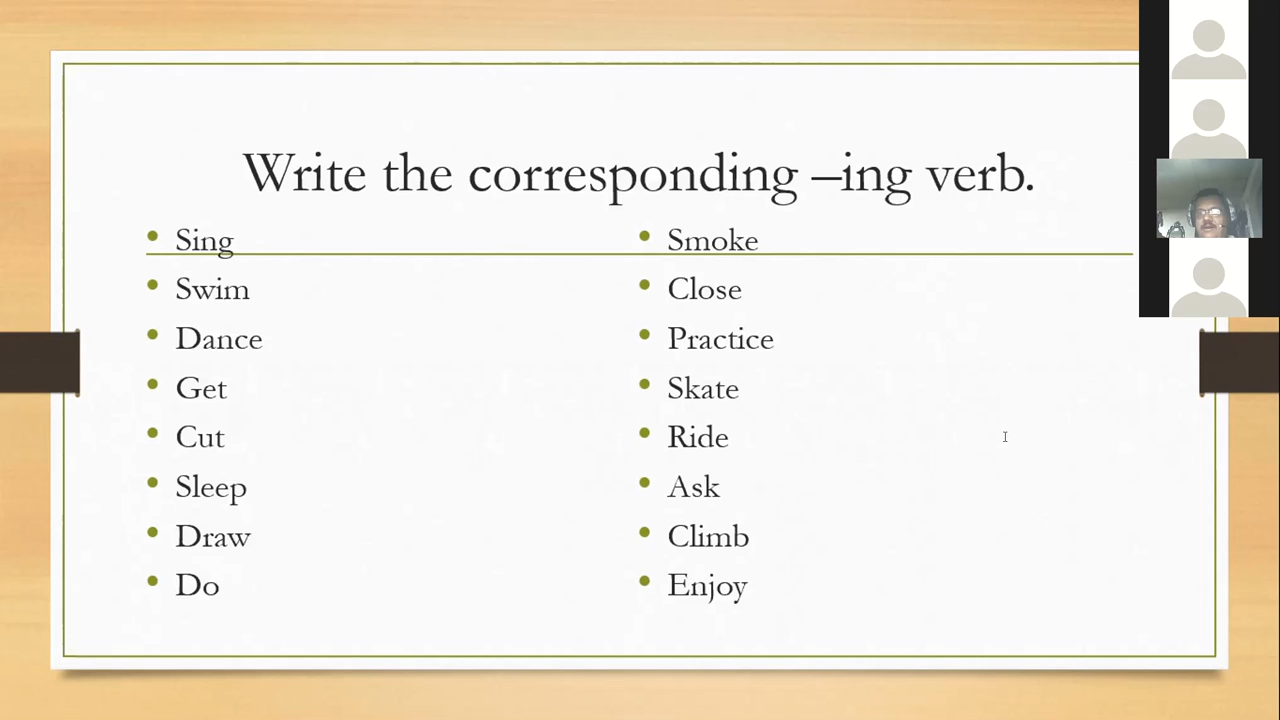 Write the corresponding –ing verb.
• Sing
• Swim
• Dance
• Get
• Cut
• Sleep
• Draw
• Do
• Smoke
• Close
• Practice
• Skate
• Ride
• Ask
• Climb
• Enjoy